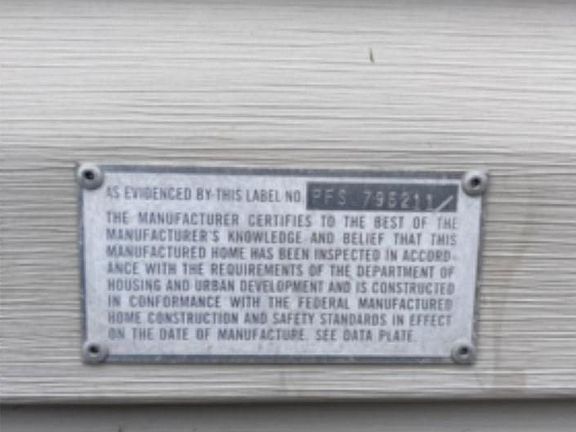 AS EVIDENCED BY THIS LABEL NO. PFS 795211/
THE MANUFACTURER CERTIFIES TO THE BEST OF THE
MANUFACTURER'S KNOWLEDGE AND BELIEF THAT THIS
MANUFACTURED HOME HAS BEEN INSPECTED IN ACCORD-
ANCE WITH THE REQUIREMENTS OF THE DEPARTMENT OF
HOUSING AND URBAN DEVELOPMENT AND IS CONSTRUCTED
IN CONFORMANCE WITH THE FEDERAL MANUFACTURED
HOME CONSTRUCTION AND SAFETY STANDARDS IN EFFECT
ON THE DATE OF MANUFACTURE. SEE DATA PLATE.